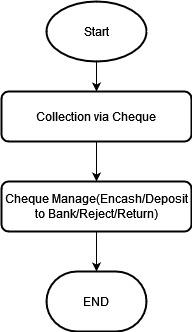 Start
Collection via Cheque
Cheque Manage(Encash/Deposit
to Bank/Reject/Return)
END